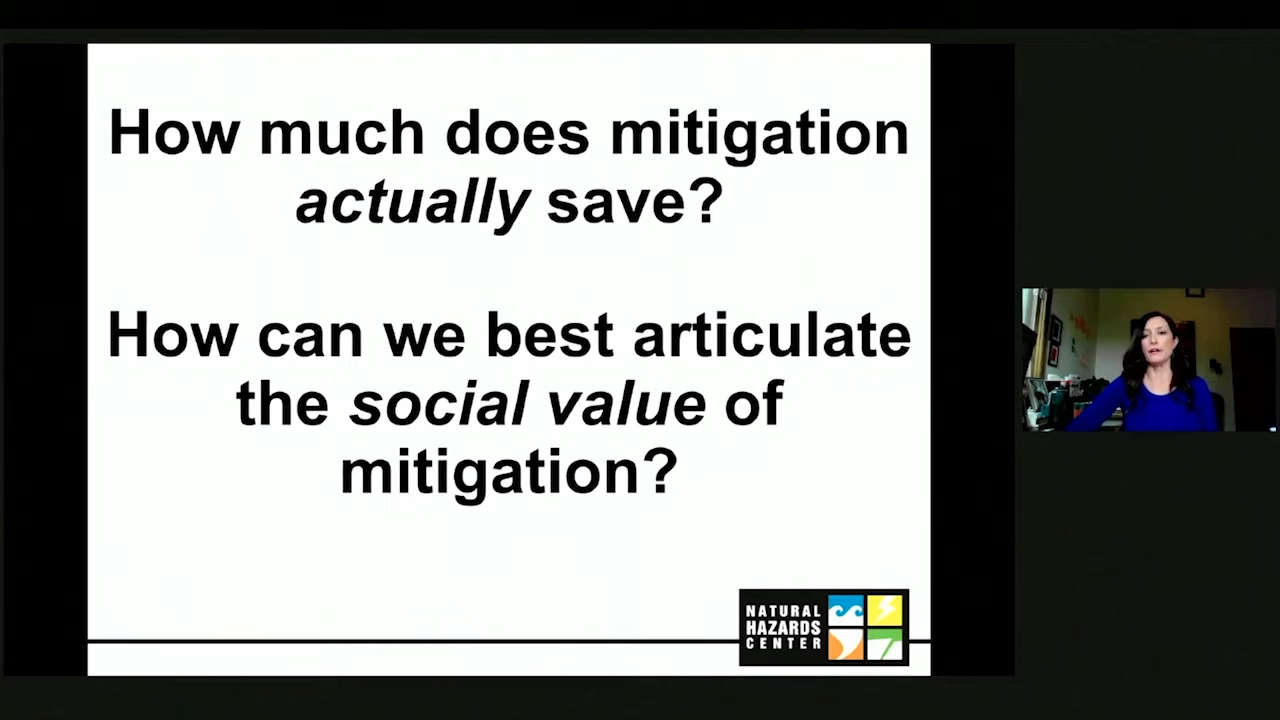 How much does mitigation
actually save?
How can we best articulate
the social value of
mitigation?
NATURAL
HAZARDS
CENTER